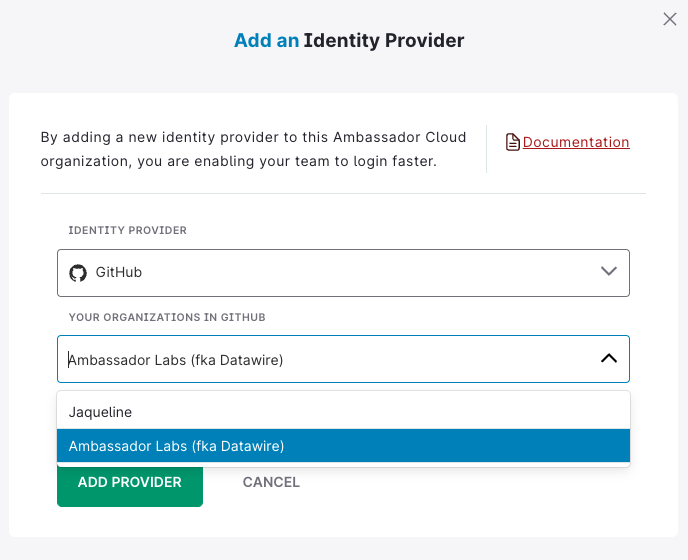 Add an Identity Provider
By adding a new identity provider to this Ambassador Cloud
organization, you are enabling your team to login faster.
Documentation
IDENTITY PROVIDER
GitHub
YOUR ORGANIZATIONS IN GITHUB
Ambassador Labs (fka Datawire)
Jaqueline
Ambassador Labs (fka Datawire)
ADD PROVIDER
CANCEL